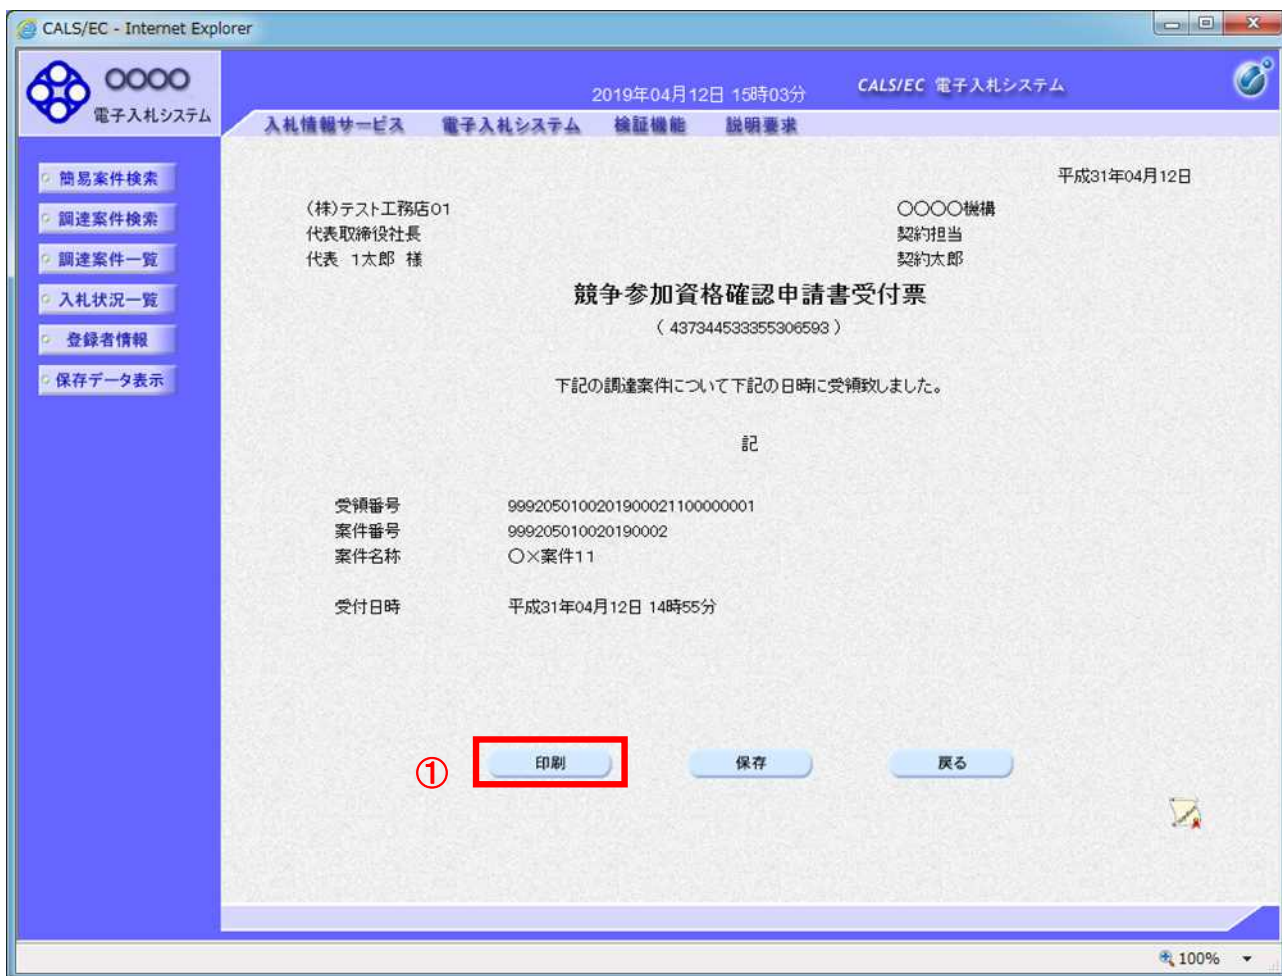 CALS/EC - Internet Explorer
〇〇〇〇
電子入札システム
2019年04月12日 15時03分
CALS/EC 電子入札システム
入札情報サービス 電子入札システム 検証機能 説明要求
簡易案件検索
調達案件検索
調達案件一覧
入札状況一覧
登録者情報
保存データ表示
平成31年04月12日
(株)テスト工務店01
代表取締役社長
代表 1太郎 様
〇〇〇〇機構
契約担当
契約太郎
競争参加資格確認申請書受付票
( 437344533355306593 )
下記の調達案件について下記の日時に受領致しました。
記
受領番号 9992050100201900021100000001
案件番号 999205010020190002
案件名称 〇×案件11
受付日時 平成31年04月12日 14時55分
①
印刷 保存 戻る
100%